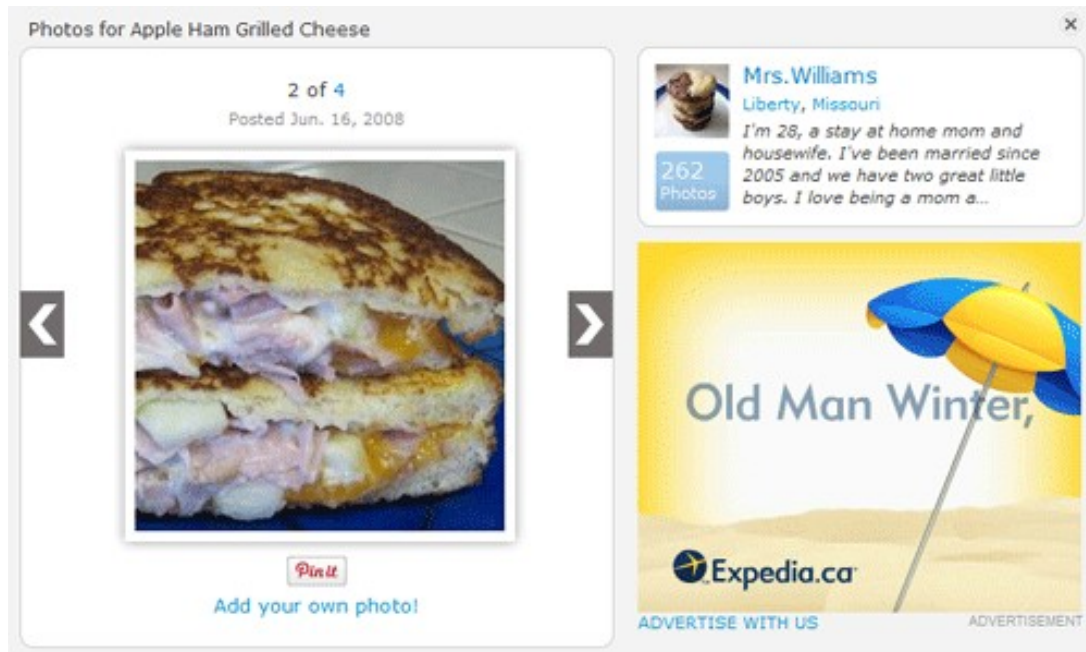 Photos for Apple Ham Grilled Cheese
2 of 4
Posted Jun. 16, 2008
Pin it
Add your own photo!
Mrs.Williams
Liberty, Missouri
I'm 28, a stay at home mom and
housewife. I've been married since
2005 and we have two great little
boys. I love being a mom a...
262
Photos
Old Man Winter,
Expedia.ca
ADVERTISE WITH US
ADVERTISEMENT